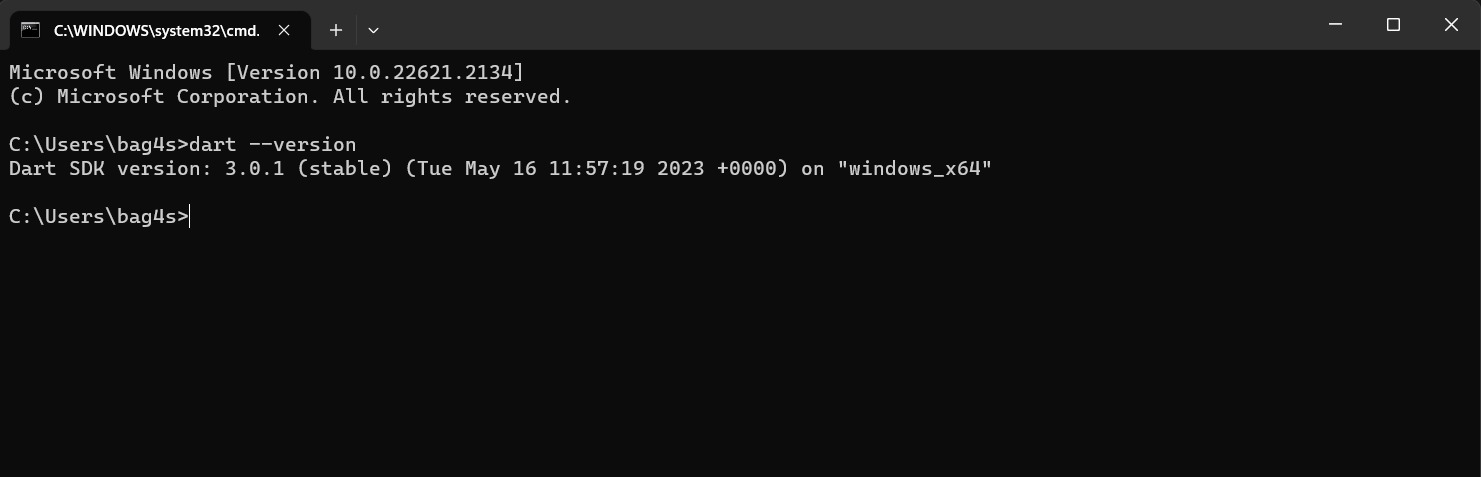 C:\WINDOWS\system32\cmd.
Microsoft Windows [Version 10.0.22621.2134]
(c) Microsoft Corporation. All rights reserved.
C:\Users\bag4s>dart --version
Dart SDK version: 3.0.1 (stable) (Tue May 16 11:57:19 2023 +0000) on "windows_x64"
C:\Users\bag4s>